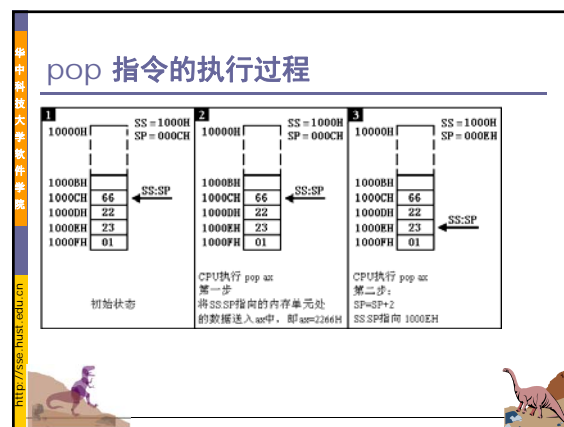 华中科技大学软件学院
http://sse.hust.edu.cn
pop 指令的执行过程
1
SS=1000H
SP=000CH
10000H
1000BH
1000CH 66
SS:SP
1000DH 22
1000EH 23
1000FH 01
初始状态
2
SS=1000H
SP=000CH
10000H
1000BH
1000CH 66
SS:SP
1000DH 22
1000EH 23
1000FH 01
CPU执行 pop ax
第一步
将SS:SP指向的内存单元处
的数据送入ax中，即ax=2266H
3
SS=1000H
SP=000EH
10000H
1000BH
1000CH 66
1000DH 22
SS:SP
1000EH 23
1000FH 01
CPU执行 pop ax
第二步：
SP=SP+2
SS:SP指向 1000EH